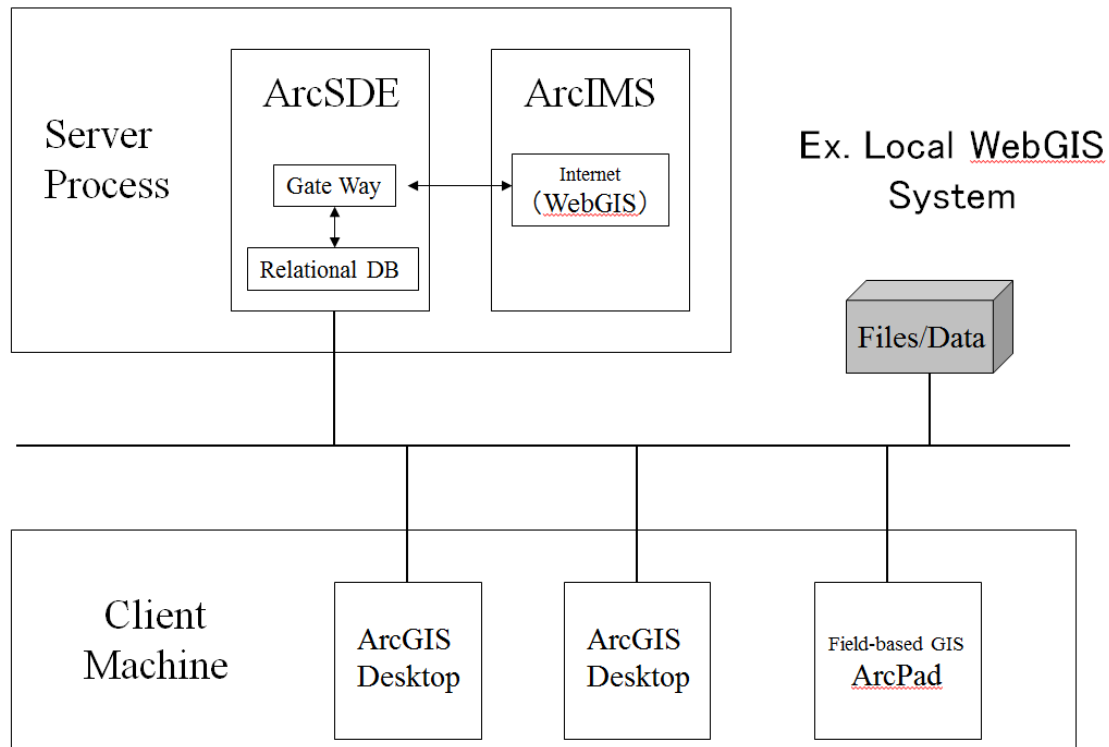 Server
Process
ArcSDE
Gate Way
Relational DB
ArcIMS
Internet
（WebGIS）
Ex. Local WebGIS
System
Files/Data
Client
Machine
ArcGIS
Desktop
ArcGIS
Desktop
Field-based GIS
ArcPad